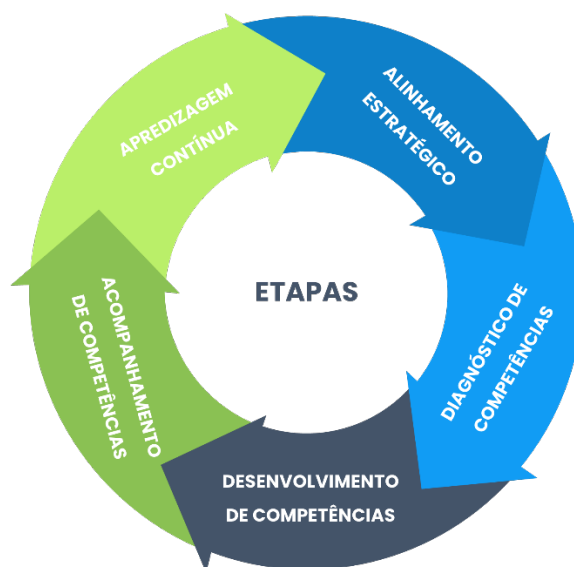 ETAPAS
ALINHAMENTO
ESTRATÉGICO
DIAGNÓSTICO DE
COMPETÊNCIAS
DESENVOLVIMENTO
DE COMPETÊNCIAS
ACOMPANHAMENTO
DE COMPETÊNCIAS
APREDIZAGEM
CONTÍNUA